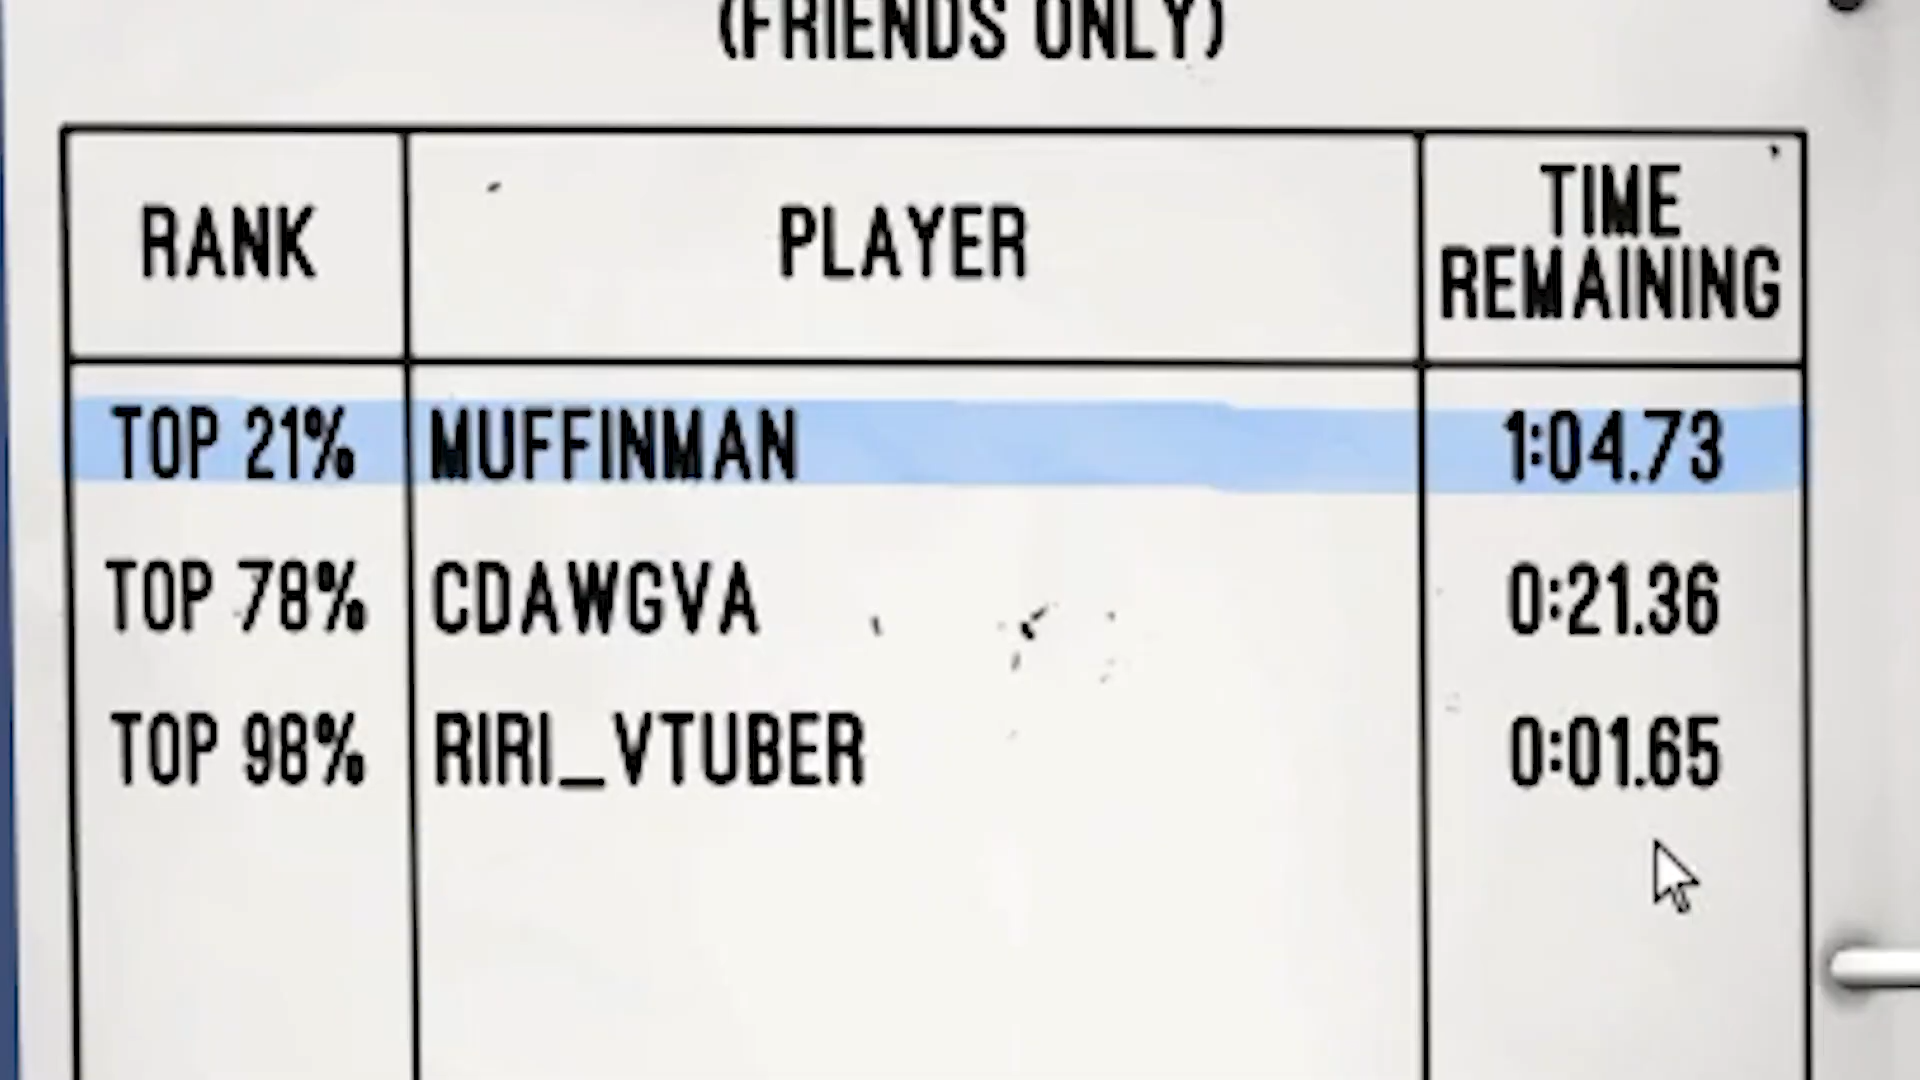 (FRIENDS ONLY)
RANK PLAYER TIME REMAINING
TOP 21% MUFFINMAN 1:04.73
TOP 78% CDAWGVA 0:21.36
TOP 98% RIRI_VTUBER 0:01.65